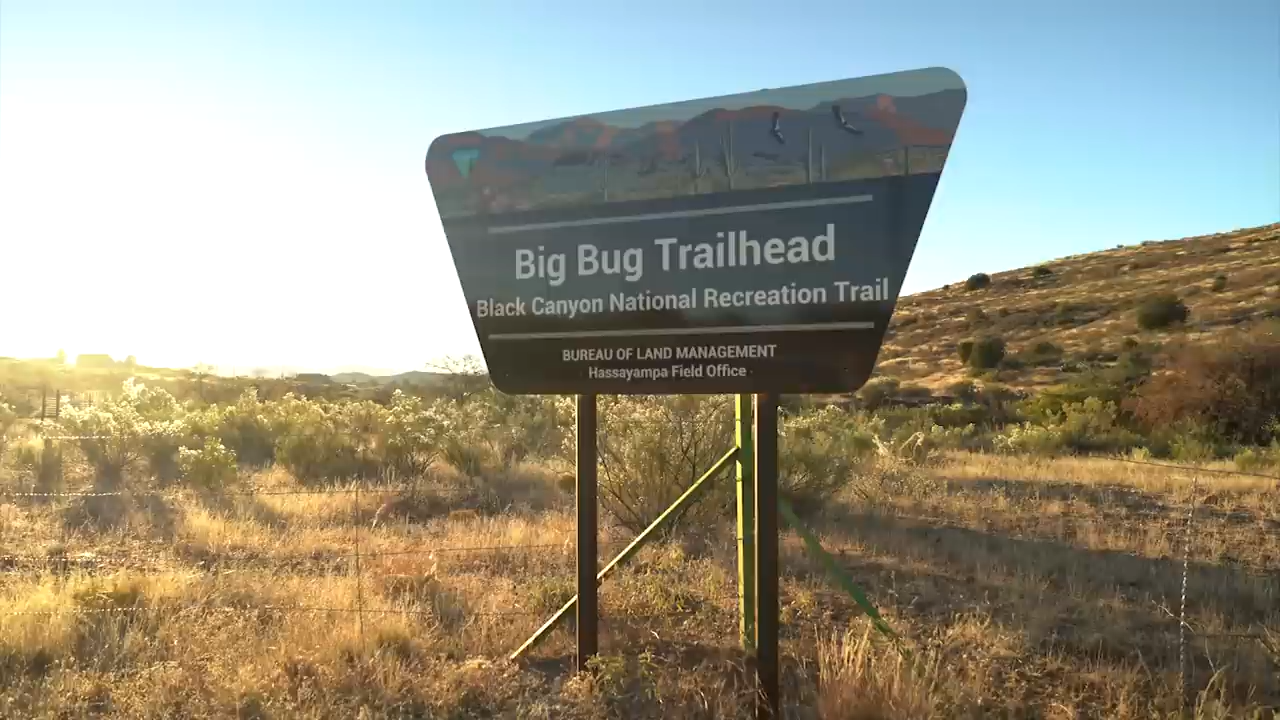 Big Bug Trailhead
Black Canyon National Recreation Trail
BUREAU OF LAND MANAGEMENT
Hassayampa Field Office